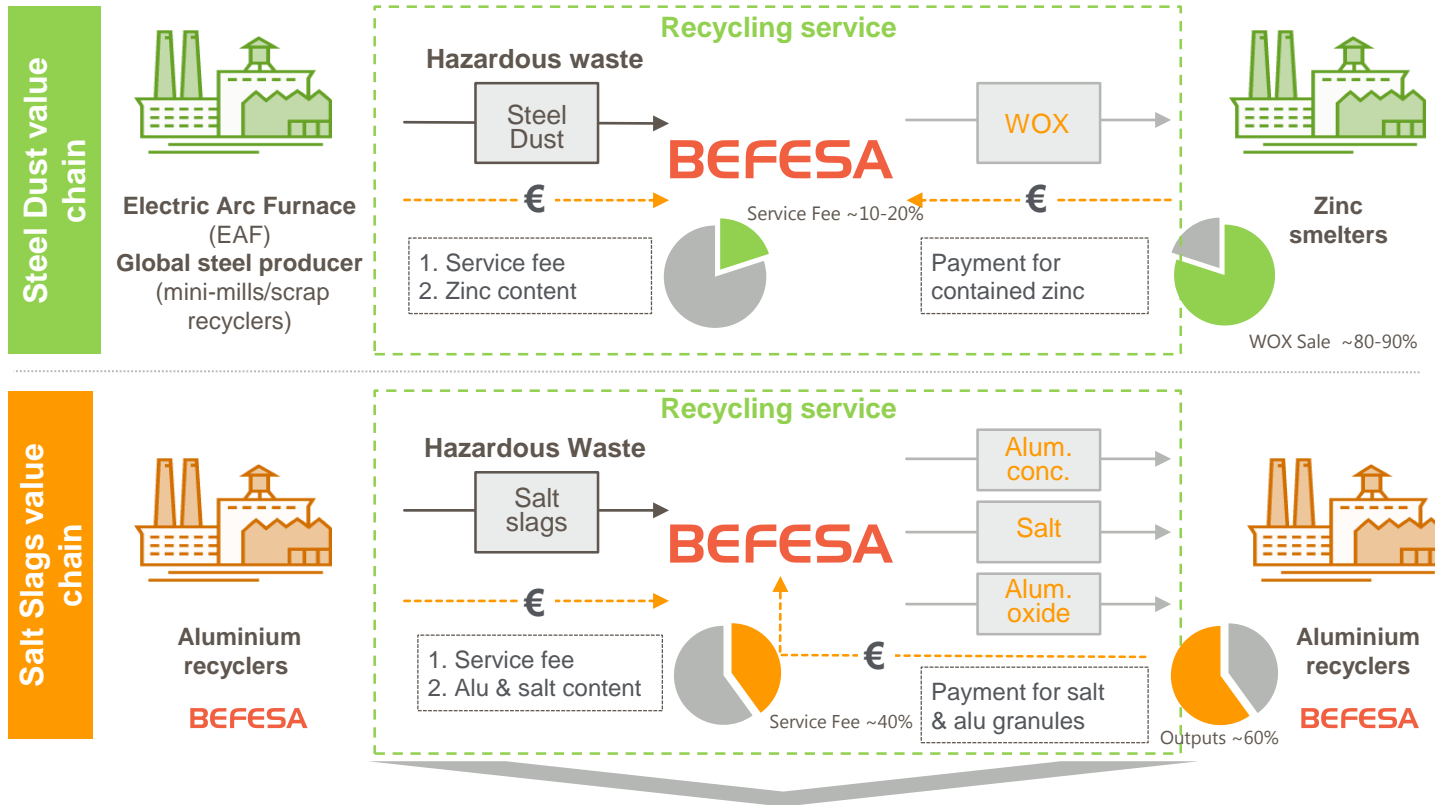 Steel Dust value
chain
Electric Arc Furnace
(EAF)
Global steel producer
(mini-mills/scrap
recyclers)
Recycling service
Hazardous waste
Steel
Dust
BEFESA
WOX
€
€
Service Fee ~10-20%
1. Service fee
2. Zinc content
Payment for
contained zinc
Zinc
smelters
WOX Sale ~80-90%
Salt Slags value
chain
Aluminium
recyclers
BEFESA
Recycling service
Hazardous Waste
Salt
slags
BEFESA
Alum.
conc.
Salt
Alum.
oxide
€
€
1. Service fee
2. Alu & salt content
Service Fee ~40%
Payment for salt
& alu granules
Outputs ~60%
Aluminium
recyclers
BEFESA